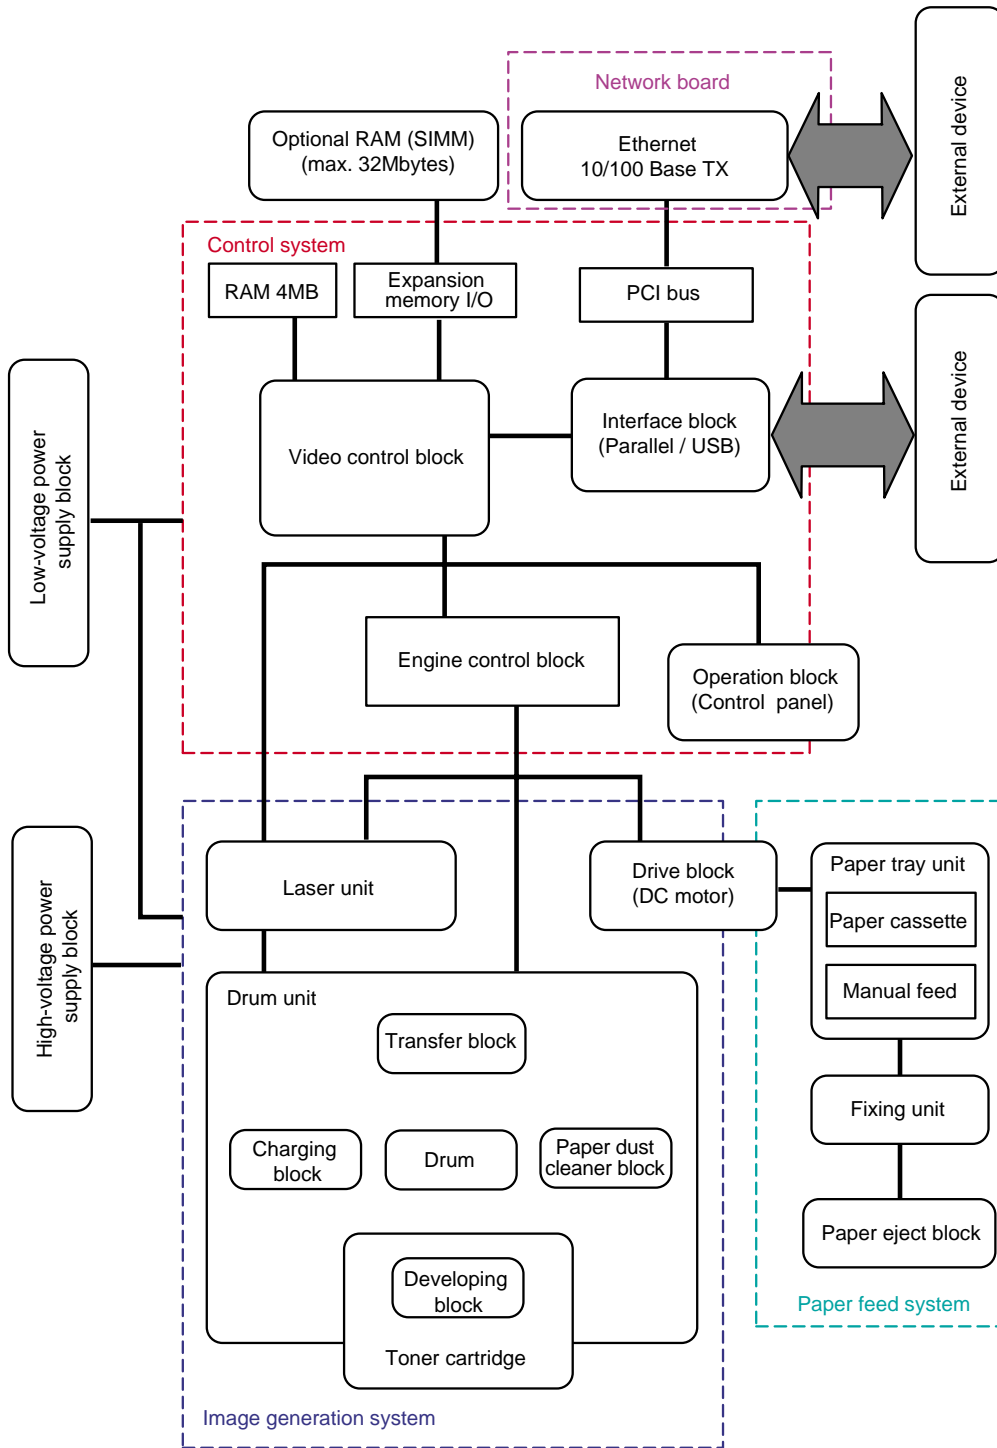 Network board
Optional RAM (SIMM)
(max. 32Mbytes)
Ethernet
10/100 Base TX
External device
Control system
RAM 4MB
Expansion
memory I/O
PCI bus
External device
Low-voltage power
supply block
Video control block
Interface block
(Parallel / USB)
Engine control block
Operation block
(Control panel)
High-voltage power
supply block
Laser unit
Drive block
(DC motor)
Paper tray unit
Paper cassette
Manual feed
Drum unit
Transfer block
Charging
block
Drum
Paper dust
cleaner block
Fixing unit
Paper eject block
Developing
block
Toner cartridge
Paper feed system
Image generation system